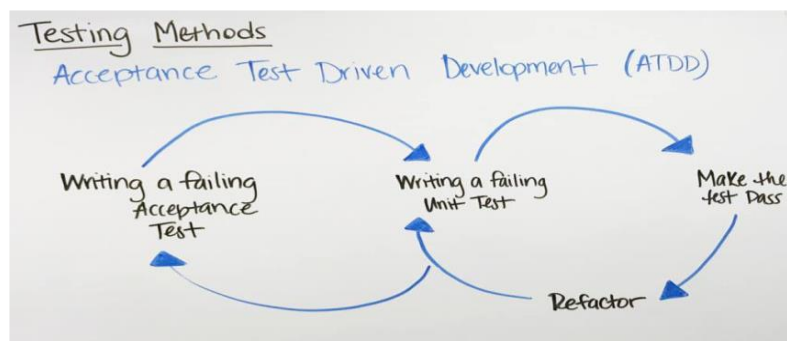 Testing Methods
Acceptance Test Driven Development (ATDD)
Writing a failing
Acceptance
Test
Writing a failing
Unit Test
Make the
test Pass
Refactor